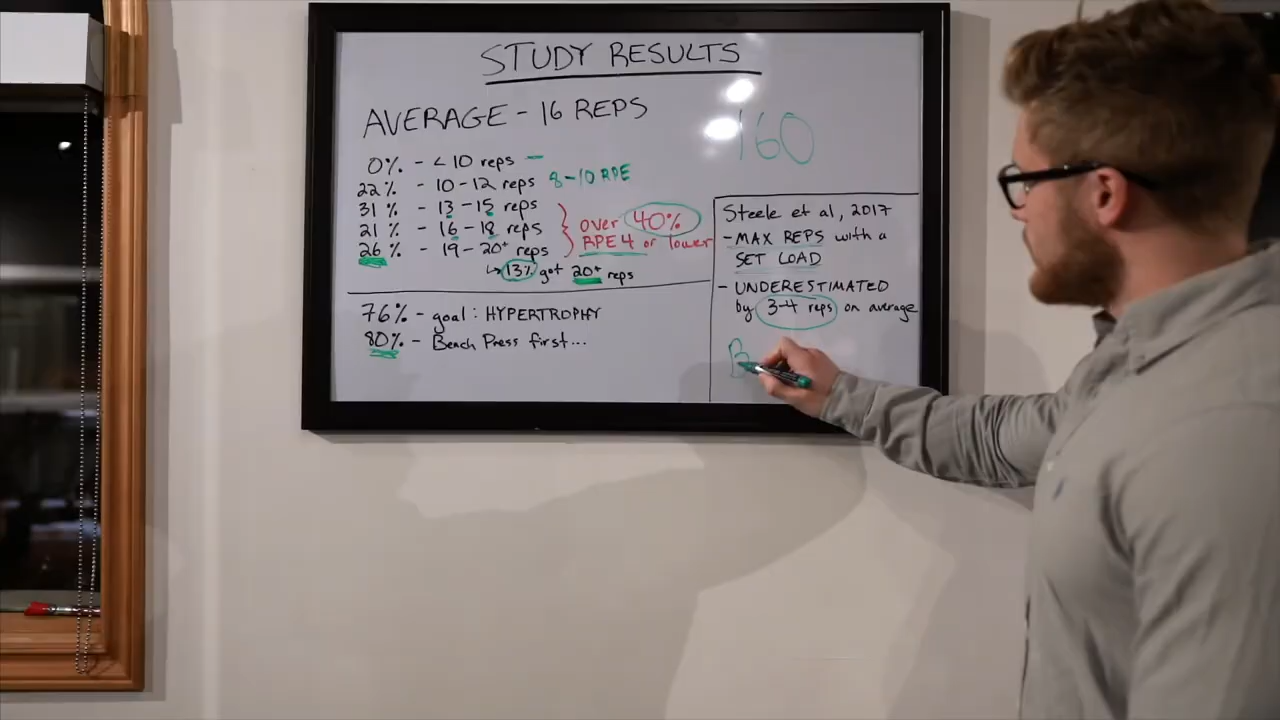 STUDY RESULTS
AVERAGE - 16 REPS
160
0% - < 10 reps -
22% - 10-12 reps 8-10 RPE
31% - 13-15 reps
21% - 16-18 reps
26% - 19-20+ reps
over 40%
RPE 4 or lower
↳ 13% got 20+ reps
76% - goal: HYPERTROPHY
80% - Bench Press first...
Steele et al, 2017
- MAX REPS with a
SET LOAD
- UNDERESTIMATED
by 3-4 reps on average
B